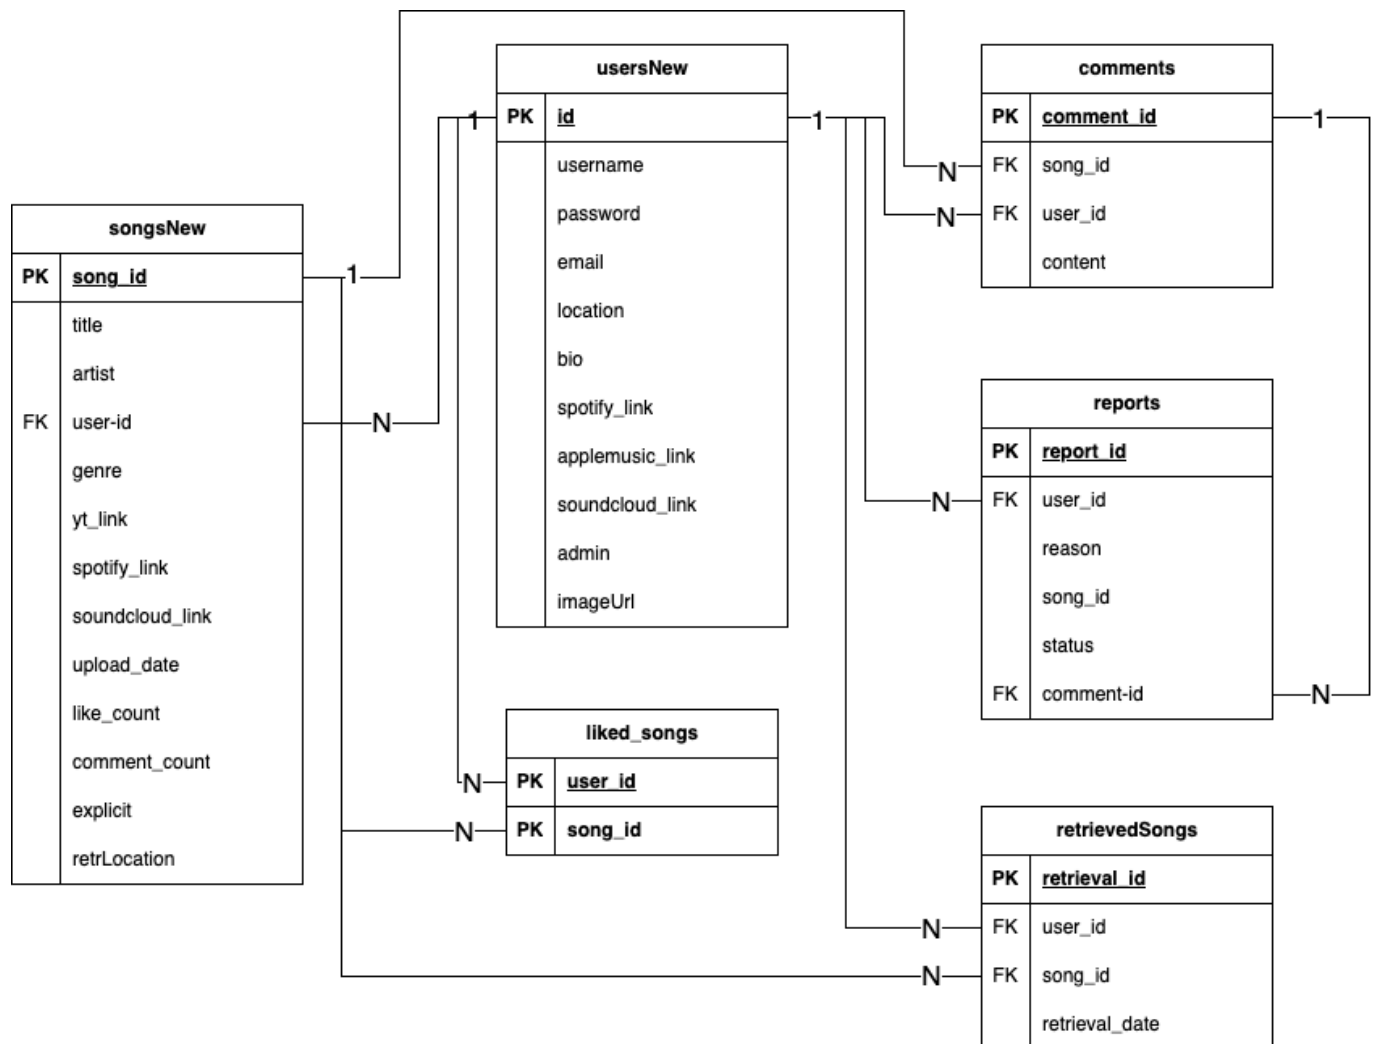 usersNew
PK id
username
password
email
location
bio
spotify_link
applemusic_link
soundcloud_link
admin
imageUrl
comments
PK comment_id
FK song_id
FK user_id
content
songsNew
PK song_id
title
artist
FK user-id
genre
yt_link
spotify_link
soundcloud_link
upload_date
like_count
comment_count
explicit
retrLocation
reports
PK report_id
FK user_id
reason
song_id
status
FK comment-id
liked_songs
PK user_id
PK song_id
retrievedSongs
PK retrieval_id
FK user_id
FK song_id
retrieval_date
1
1
1
1
N
N
N
N
N
N
N
N
N